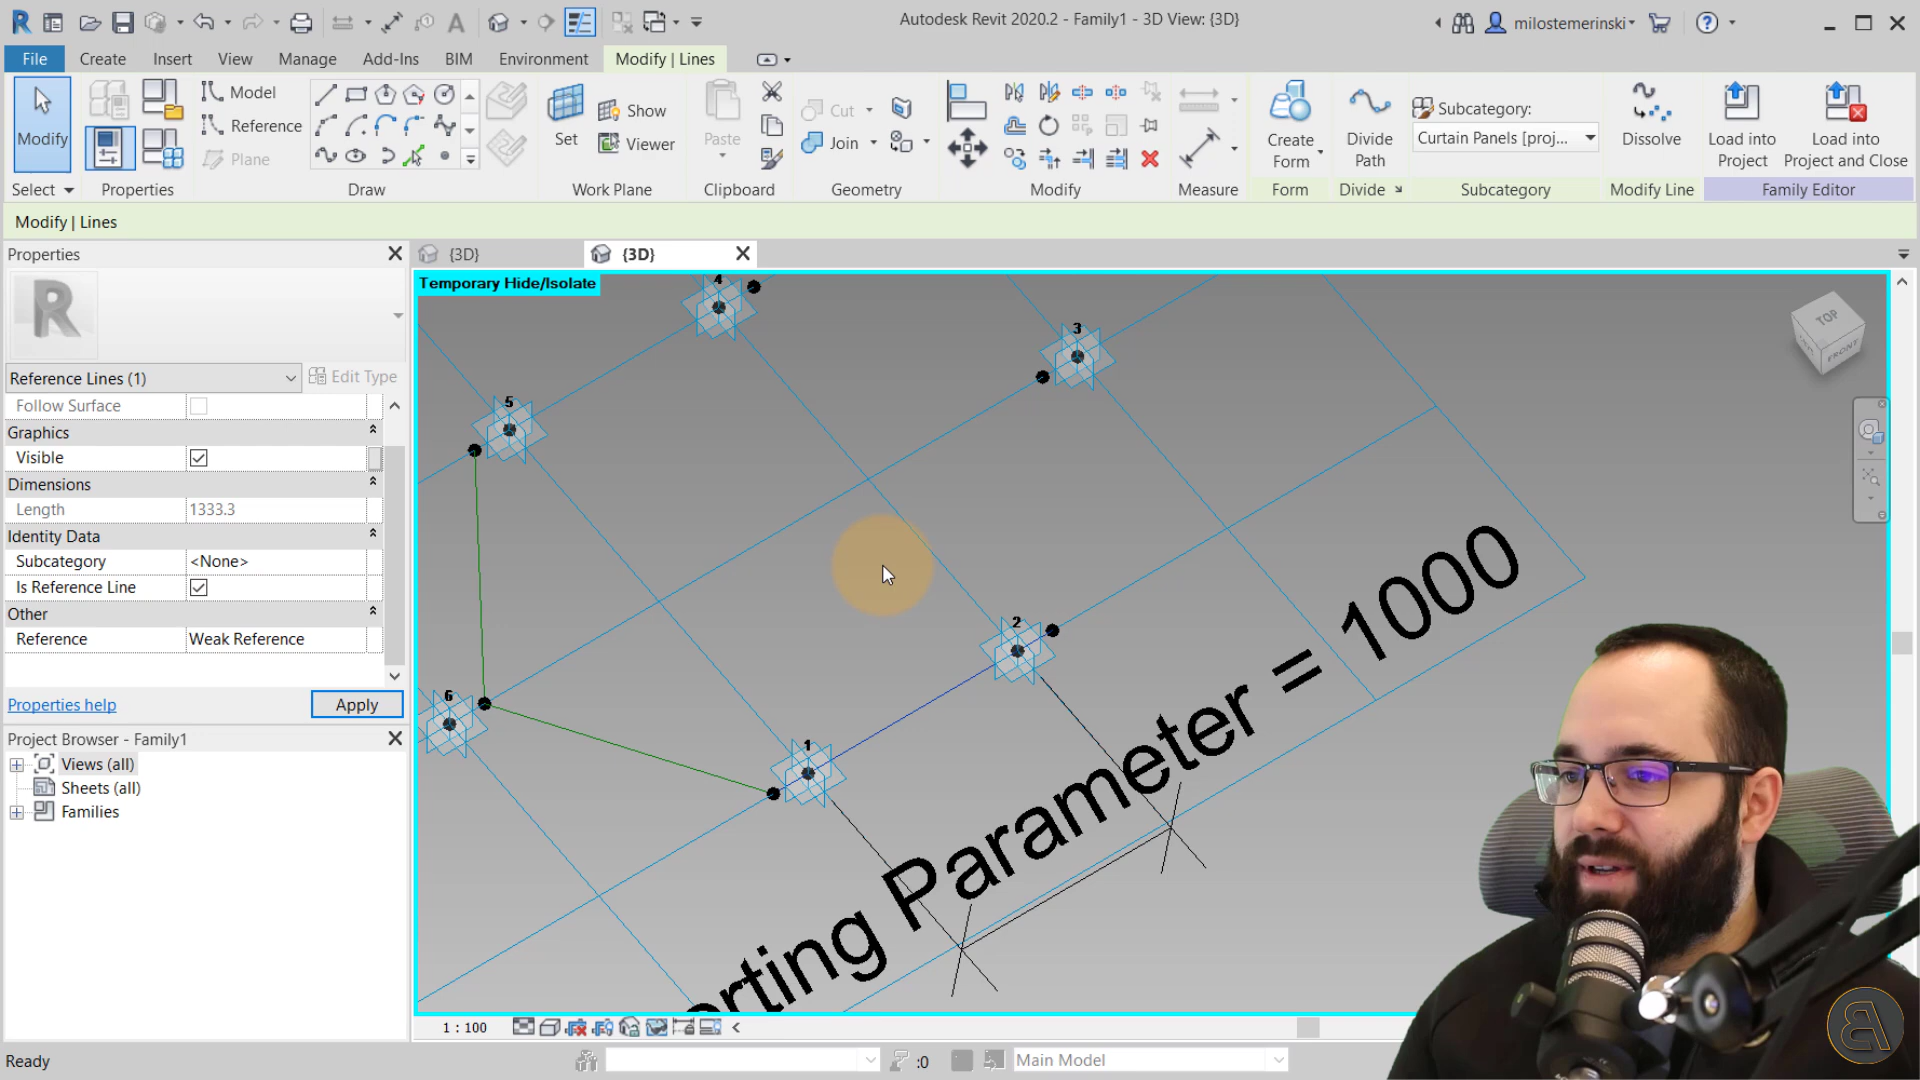 Autodesk Revit 2020.2 - Family1 - 3D View: {3D}
milostemerinski
File
Create
Insert
View
Manage
Add-Ins
BIM
Environment
Modify | Lines
Modify
Model
Reference
Plane
Set
Show
Viewer
Paste
Cut
Join
Create
Form
Divide
Path
Subcategory:
Curtain Panels [proj...
Dissolve
Load into
Project
Load into
Project and Close
Select
Properties
Draw
Work Plane
Clipboard
Geometry
Modify
Measure
Form
Divide
Subcategory
Modify Line
Family Editor
Modify | Lines
Properties
{3D}
{3D}
Temporary Hide/Isolate
R
Reference Lines (1)
Edit Type
Follow Surface
Graphics
Visible
Dimensions
Length 1333.3
Identity Data
Subcategory <None>
Is Reference Line
Other
Reference Weak Reference
Properties help
Apply
Project Browser - Family1
Views (all)
Sheets (all)
Families
4
3
5
2
6
1
orting Parameter = 1000
TOP
FRONT
1 : 100
Ready
:0
Main Model